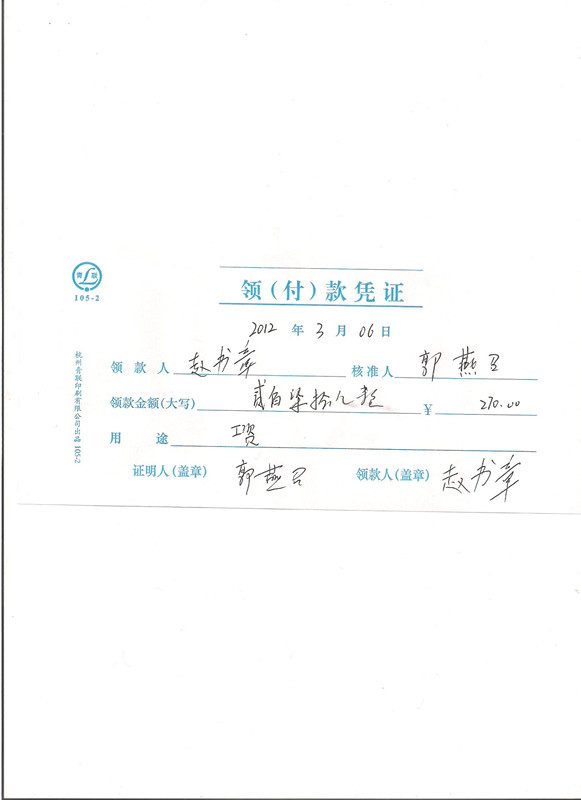 青联
105-2
领(付)款凭证
2012 年 3 月 06 日
领款人 赵书章 核准人 郭燕
领款金额(大写) 贰佰柒拾元整 ¥ 270.00
用途 工资
证明人(盖章) 郭燕 领款人(盖章) 赵书章
杭州青联印刷有限公司出品 105-2